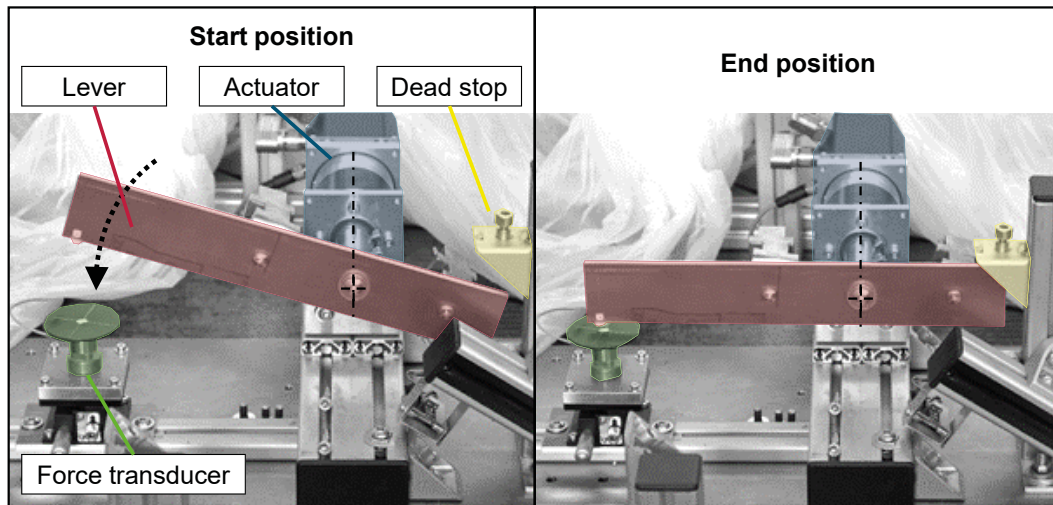 Start position
Lever
Actuator
Dead stop
Force transducer
End position